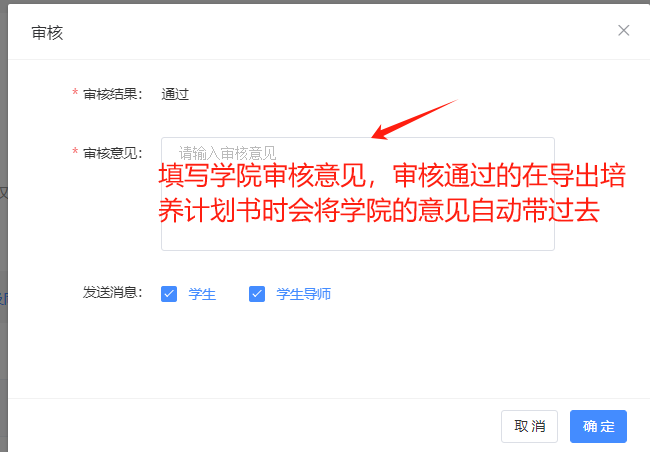 审核
* 审核结果： 通过
* 审核意见： 请输入审核意见
填写学院审核意见，审核通过的在导出培
养计划书时会将学院的意见自动带过去
发送消息： 学生 学生导师
取消 确定